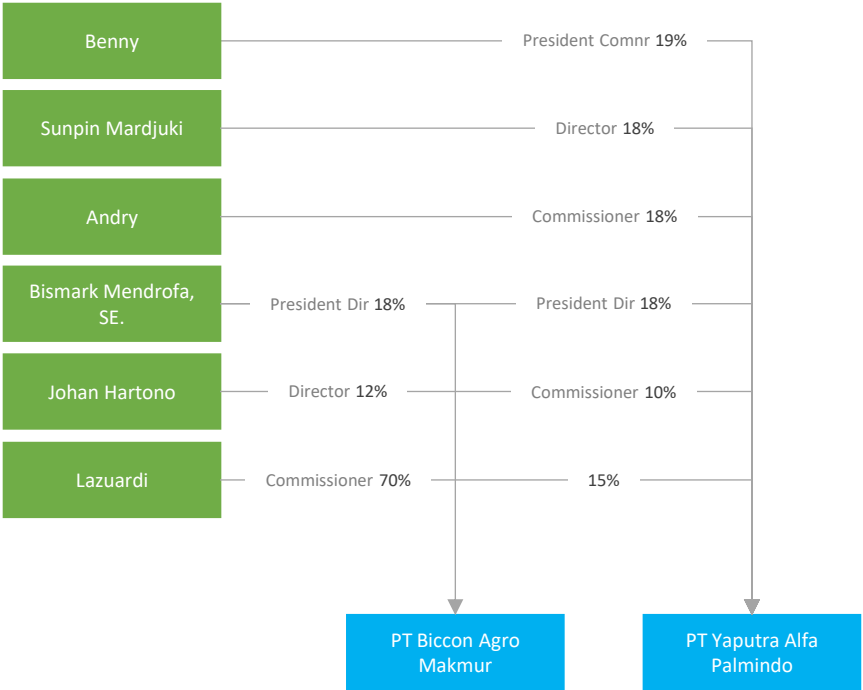 Benny
President Comnr 19%
Sunpin Mardjuki
Director 18%
Andry
Commissioner 18%
Bismark Mendrofa,
SE.
President Dir 18%
President Dir 18%
Johan Hartono
Director 12%
Commissioner 10%
Lazuardi
Commissioner 70%
15%
PT Biccon Agro
Makmur
PT Yaputra Alfa
Palmindo